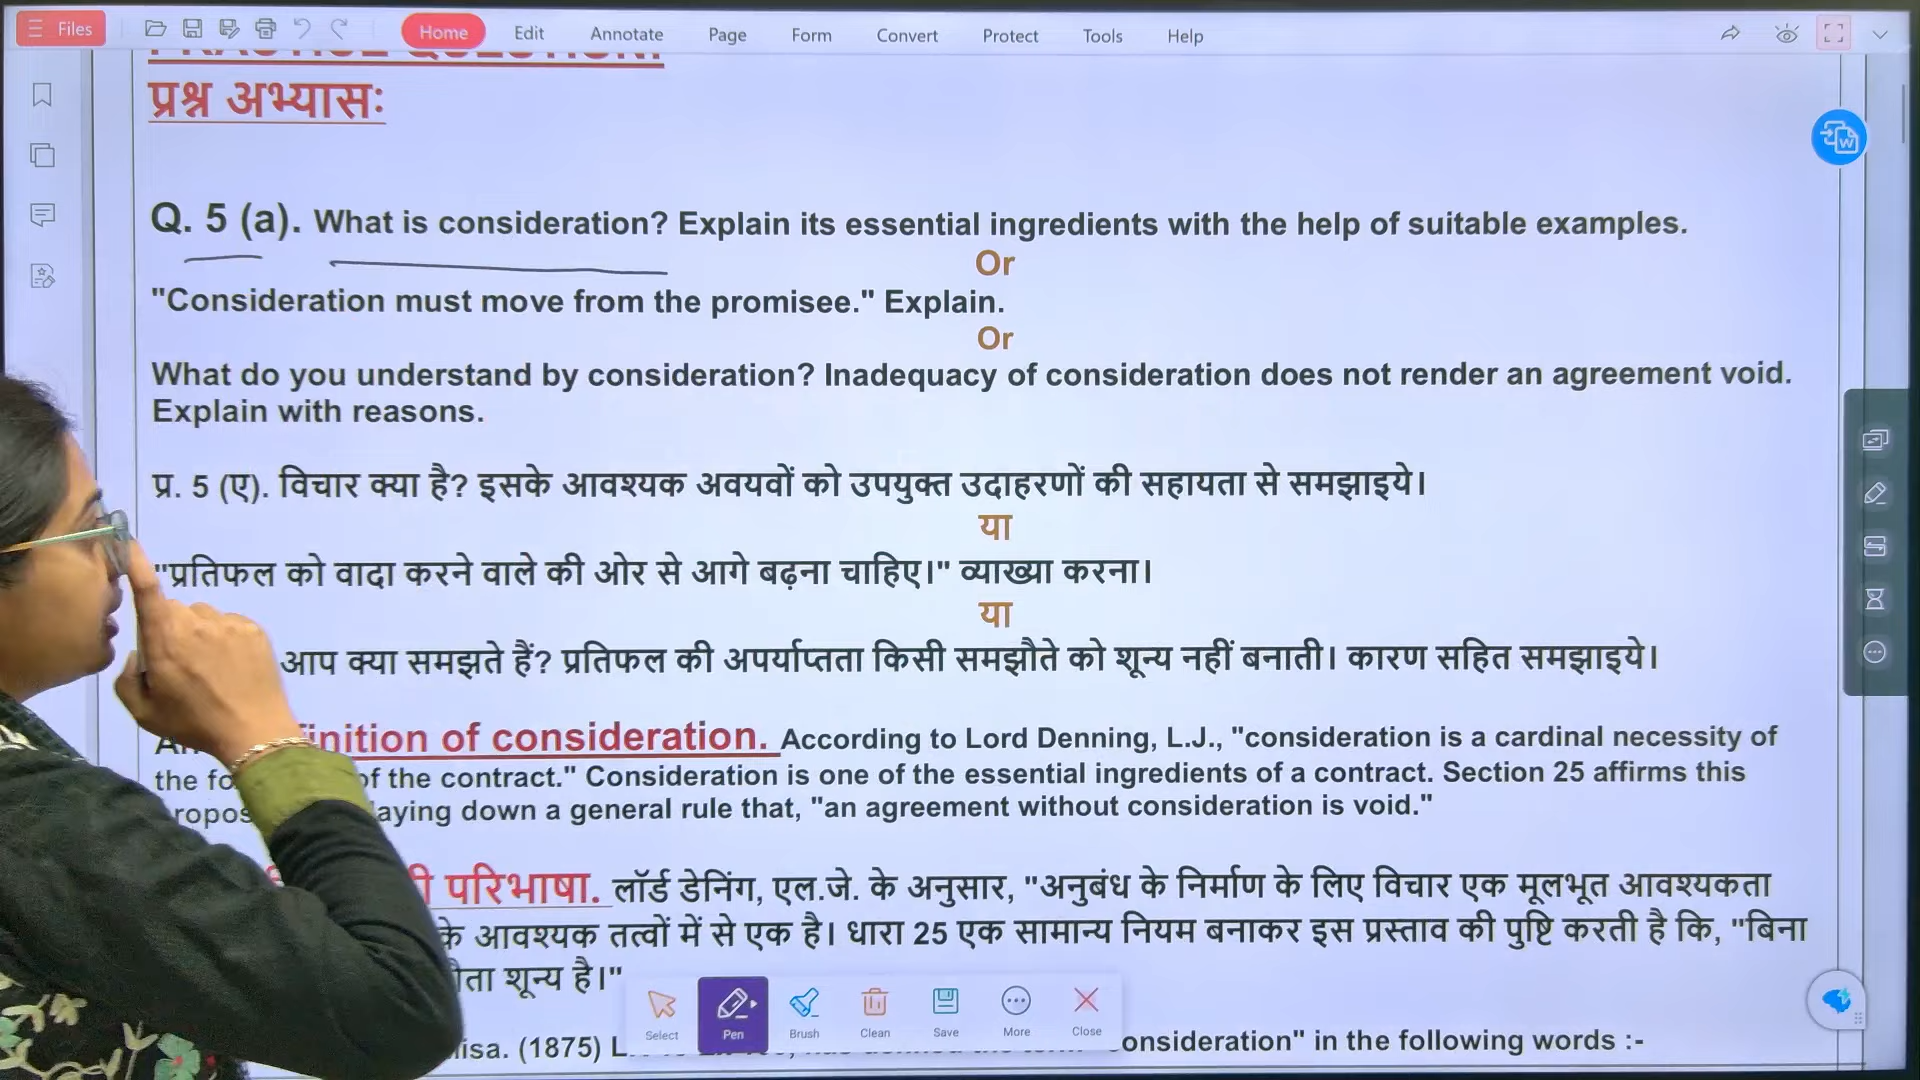 Files
Home Edit Annotate Page Form Convert Protect Tools Help
PRACTICE QUESTION:
प्रश्न अभ्यासः
Q. 5 (a). What is consideration? Explain its essential ingredients with the help of suitable examples.
Or
"Consideration must move from the promisee." Explain.
Or
What do you understand by consideration? Inadequacy of consideration does not render an agreement void.
Explain with reasons.
प्र. 5 (ए). विचार क्या है? इसके आवश्यक अवयवों को उपयुक्त उदाहरणों की सहायता से समझाइये।
या
"प्रतिफल को वादा करने वाले की ओर से आगे बढ़ना चाहिए।" व्याख्या करना।
या
आप क्या समझते हैं? प्रतिफल की अपर्याप्तता किसी समझौते को शून्य नहीं बनाती। कारण सहित समझाइये।
of consideration. According to Lord Denning, L.J., "consideration is a cardinal necessity of
the of the contract." Consideration is one of the essential ingredients of a contract. Section 25 affirms this
down a general rule that, "an agreement without consideration is void."
परिभाषा. लॉर्ड डेनिंग, एल.जे. के अनुसार, "अनुबंध के निर्माण के लिए विचार एक मूलभूत आवश्यकता
के आवश्यक तत्वों में से एक है। धारा 25 एक सामान्य नियम बनाकर इस प्रस्ताव की पुष्टि करती है कि, "बिना
शून्य है।"
(1875) in the following words :-
Select Pen Brush Clean Save More Close